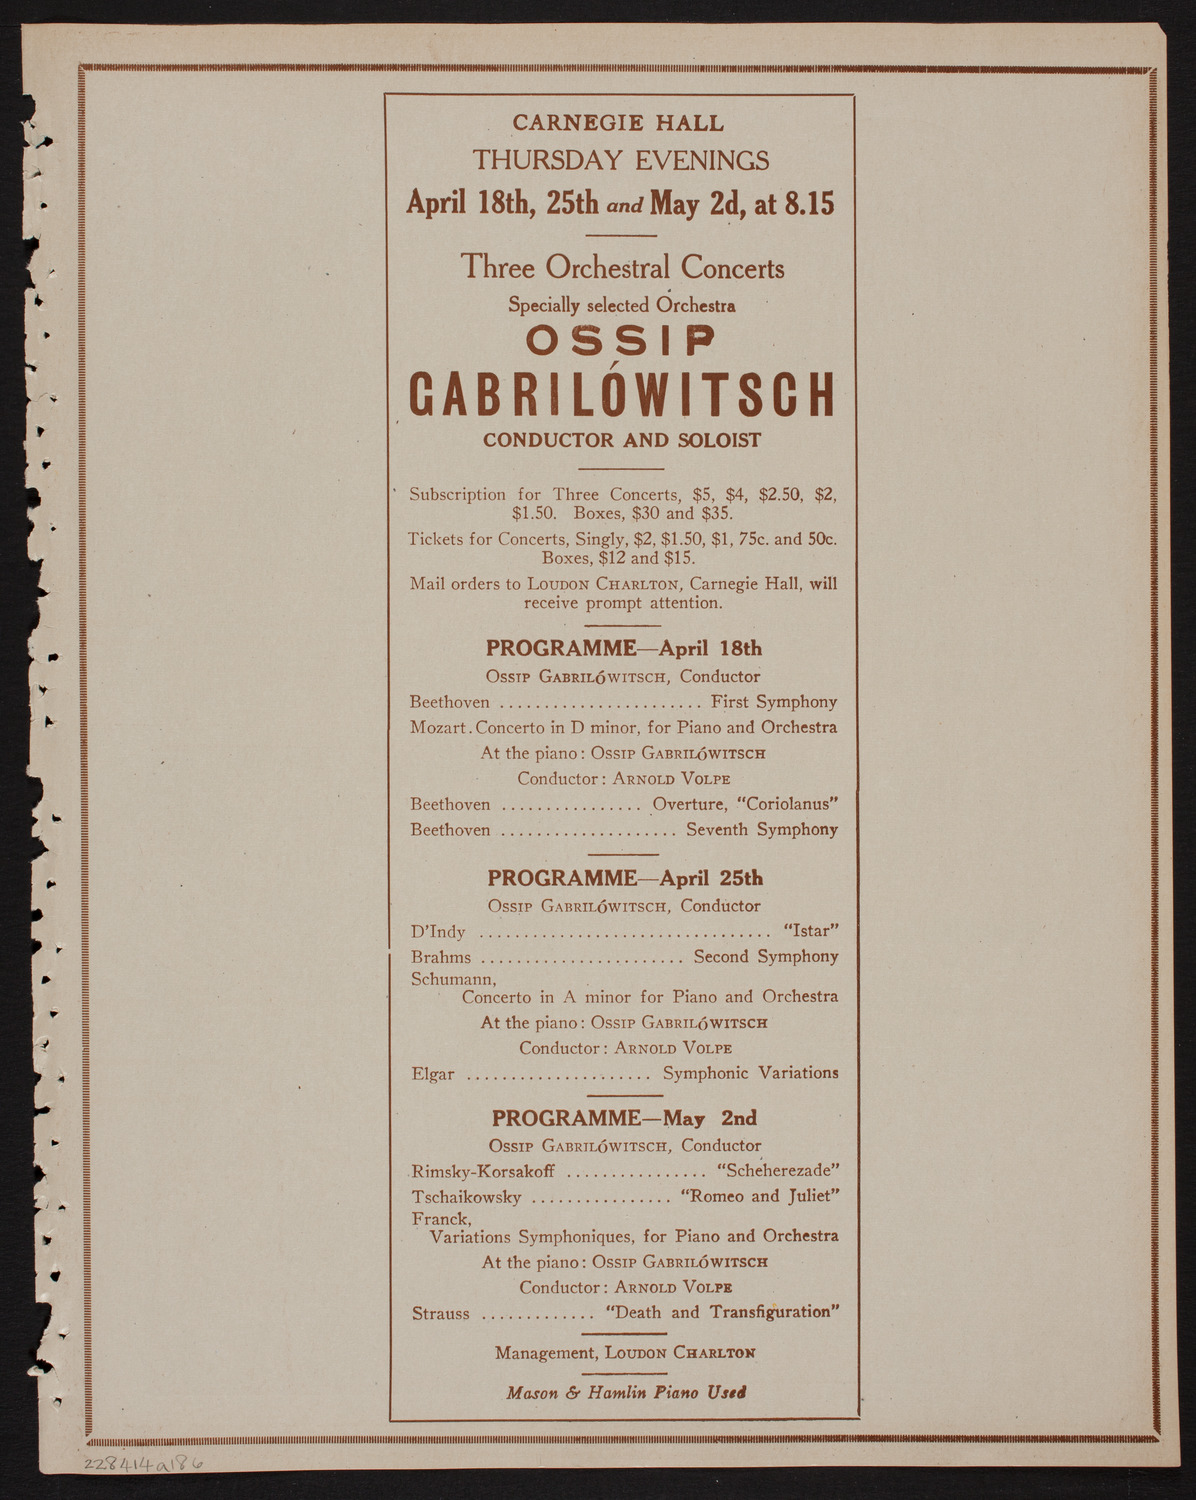 CARNEGIE HALL
THURSDAY EVENINGS
April 18th, 25th and May 2d, at 8.15
Three Orchestral Concerts
Specially selected Orchestra
OSSIP
GABRILÓWITSCH
CONDUCTOR AND SOLOIST
Subscription for Three Concerts, $5, $4, $2.50, $2,
$1.50. Boxes, $30 and $35.
Tickets for Concerts, Singly, $2, $1.50, $1, 75c. and 50c.
Boxes, $12 and $15.
Mail orders to LOUDON CHARLTON, Carnegie Hall, will
receive prompt attention.
PROGRAMME—April 18th
OSSIP GABRILÓWITSCH, Conductor
Beethoven ....................... First Symphony
Mozart. Concerto in D minor, for Piano and Orchestra
At the piano: OSSIP GABRILÓWITSCH
Conductor: ARNOLD VOLPE
Beethoven ................ Overture, "Coriolanus"
Beethoven .................... Seventh Symphony
PROGRAMME—April 25th
OSSIP GABRILÓWITSCH, Conductor
D'Indy ................................. "Istar"
Brahms ....................... Second Symphony
Schumann,
Concerto in A minor for Piano and Orchestra
At the piano: OSSIP GABRILÓWITSCH
Conductor: ARNOLD VOLPE
Elgar ..................... Symphonic Variations
PROGRAMME—May 2nd
OSSIP GABRILÓWITSCH, Conductor
Rimsky-Korsakoff ................ "Scheherezade"
Tschaikowsky ................ "Romeo and Juliet"
Franck,
Variations Symphoniques, for Piano and Orchestra
At the piano: OSSIP GABRILÓWITSCH
Conductor: ARNOLD VOLPE
Strauss ............. "Death and Transfiguration"
Management, LOUDON CHARLTON
Mason & Hamlin Piano Used
228414a186